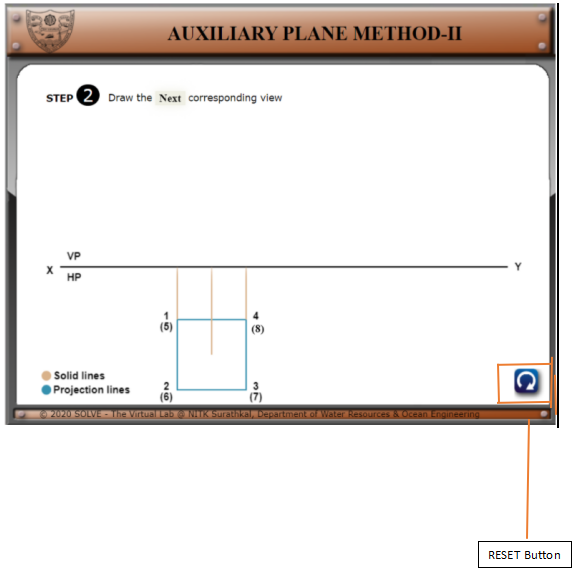 AUXILIARY PLANE METHOD-II
STEP 2 Draw the Next corresponding view
VP
X Y
HP
1 4
(5) (8)
Solid lines
Projection lines
2 3
(6) (7)
© 2020 SOLVE - The Virtual Lab @ NITK Surathkal, Department of Water Resources & Ocean Engineering
RESET Button